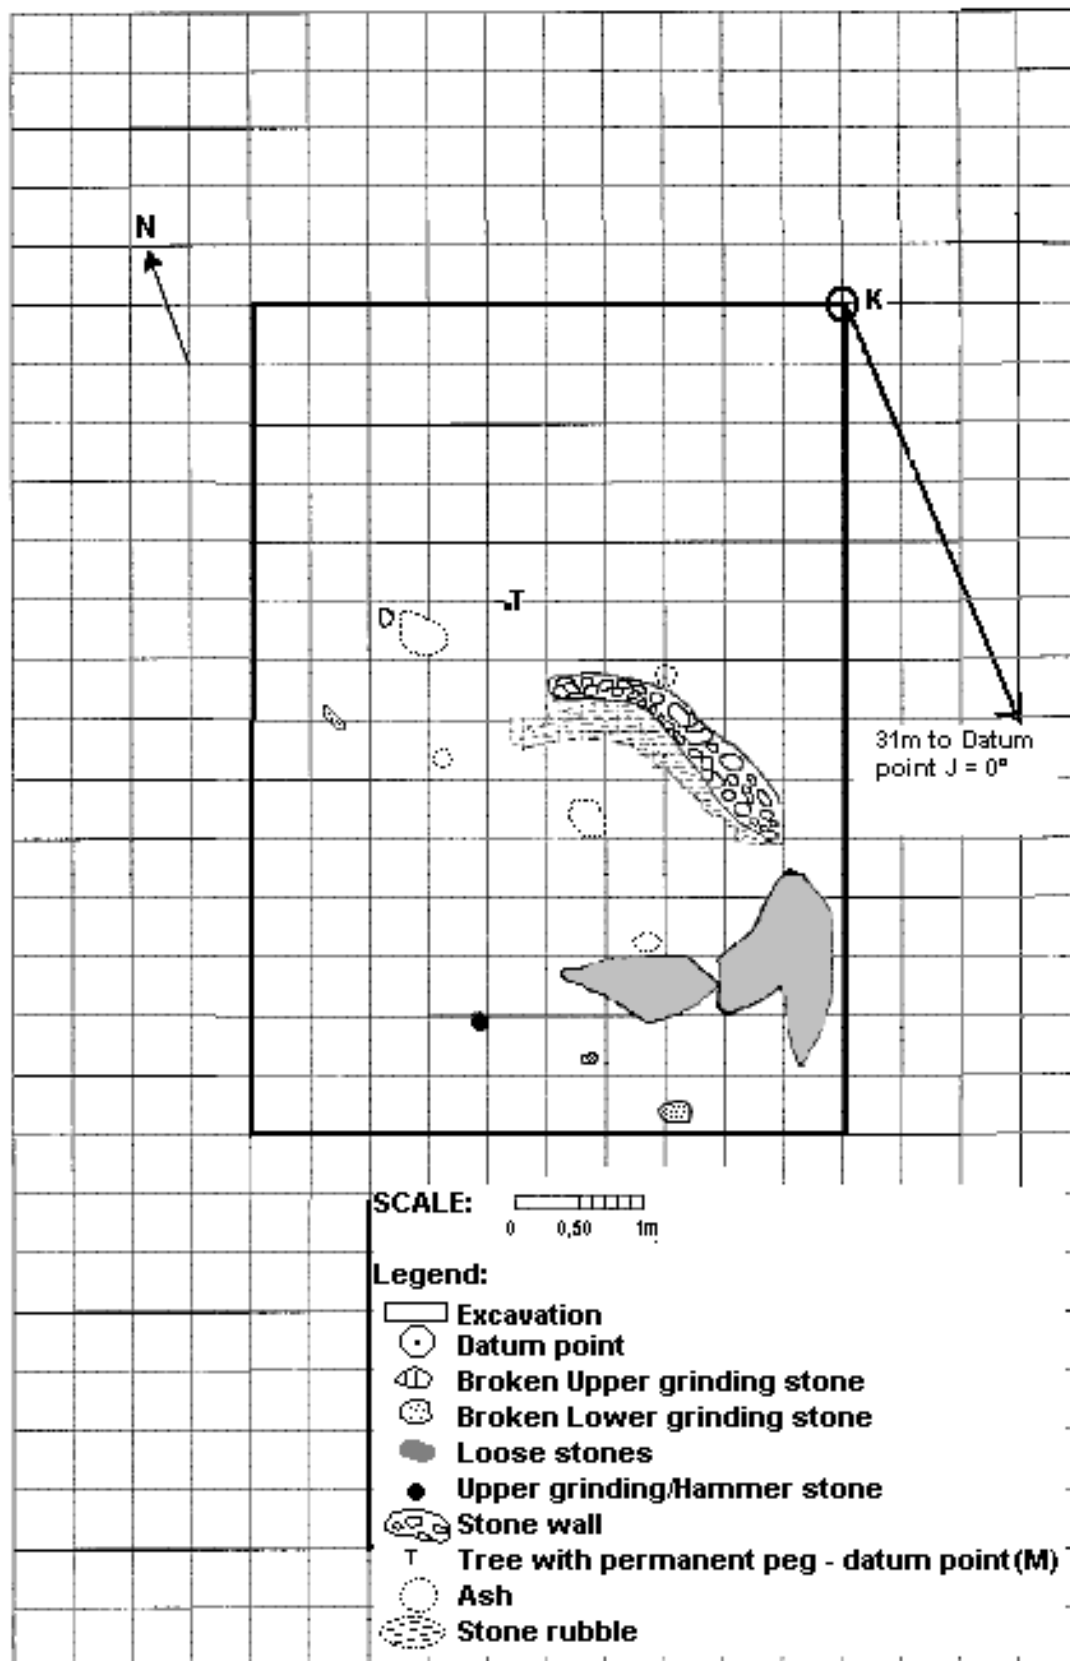 N
K
T
31m to Datum
point J = 0°
SCALE:
0 0,50 1m
Legend:
Excavation
Datum point
Broken Upper grinding stone
Broken Lower grinding stone
Loose stones
Upper grinding/Hammer stone
Stone wall
T Tree with permanent peg - datum point(M)
Ash
Stone rubble